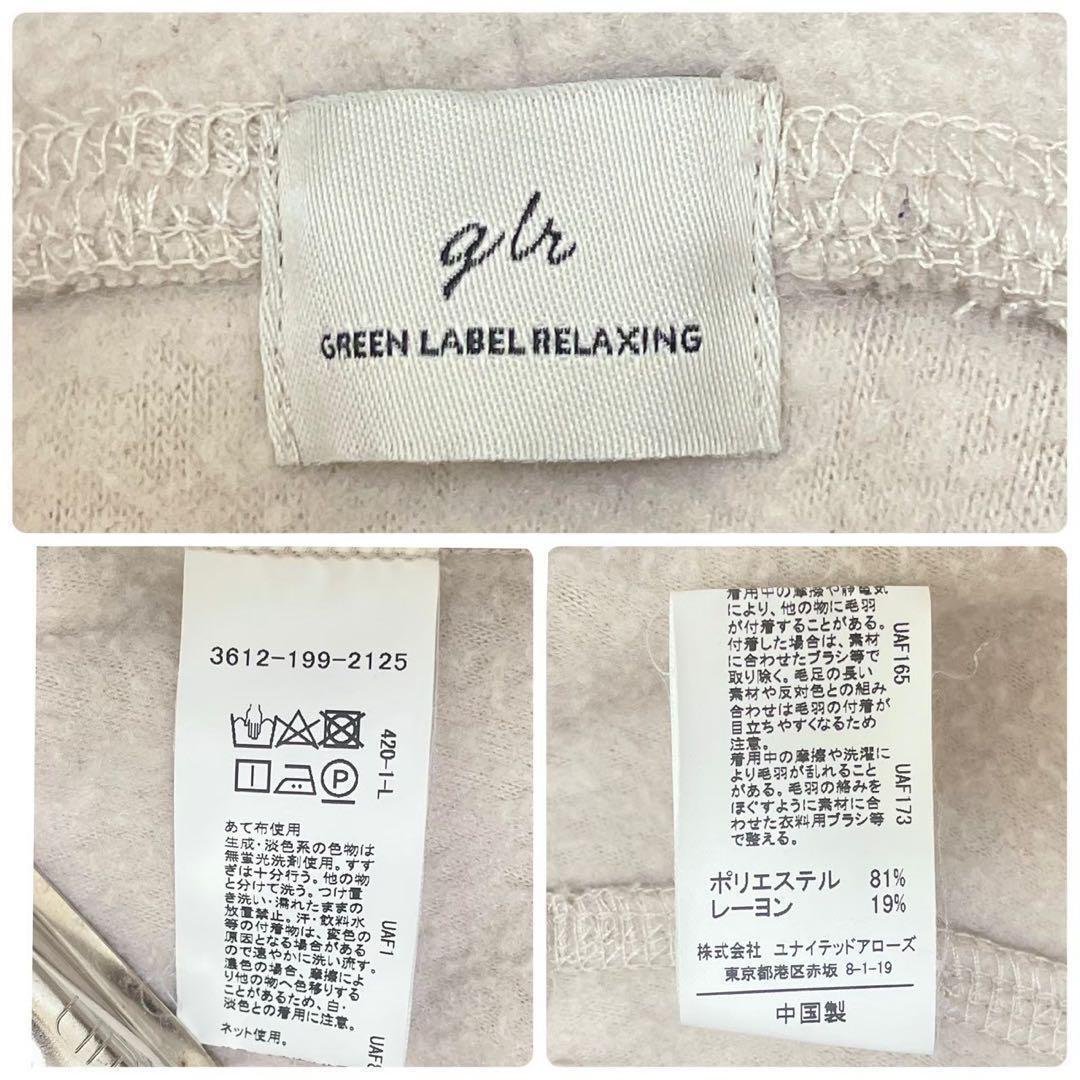 glr
GREEN LABEL RELAXING
3612-199-2125
420-1-L
P
あて布使用
生成・淡色系の色物は
無蛍光洗剤使用。すす
ぎは十分行う。他の物
と分けて洗う。つけ置
き洗い・濡れたままの
放置禁止。汗・飲料水
等の付着物は、変色の
原因となる場合がある
ので速やかに洗い流す。
濃色の場合、摩擦によ
り他の物へ色移りする
ことがあるため、白・
淡色との着用に注意。
ネット使用。
UAF1
着用中の摩擦や静電気
により、他の物に毛羽
が付着することがある。
付着した場合は、素材
に合わせたブラシ等で
取り除く。毛足の長い
素材や反対色との組み
合わせは毛羽の付着が
目立ちやすくなるため
注意。
着用中の摩擦や洗濯に
より毛羽が乱れること
がある。毛羽の絡みを
ほぐすように素材に合
わせた衣料用ブラシ等
で整える。
UAF165
UAF173
ポリエステル 81%
レーヨン 19%
株式会社 ユナイテッドアローズ
東京都港区赤坂 8-1-19
中国製